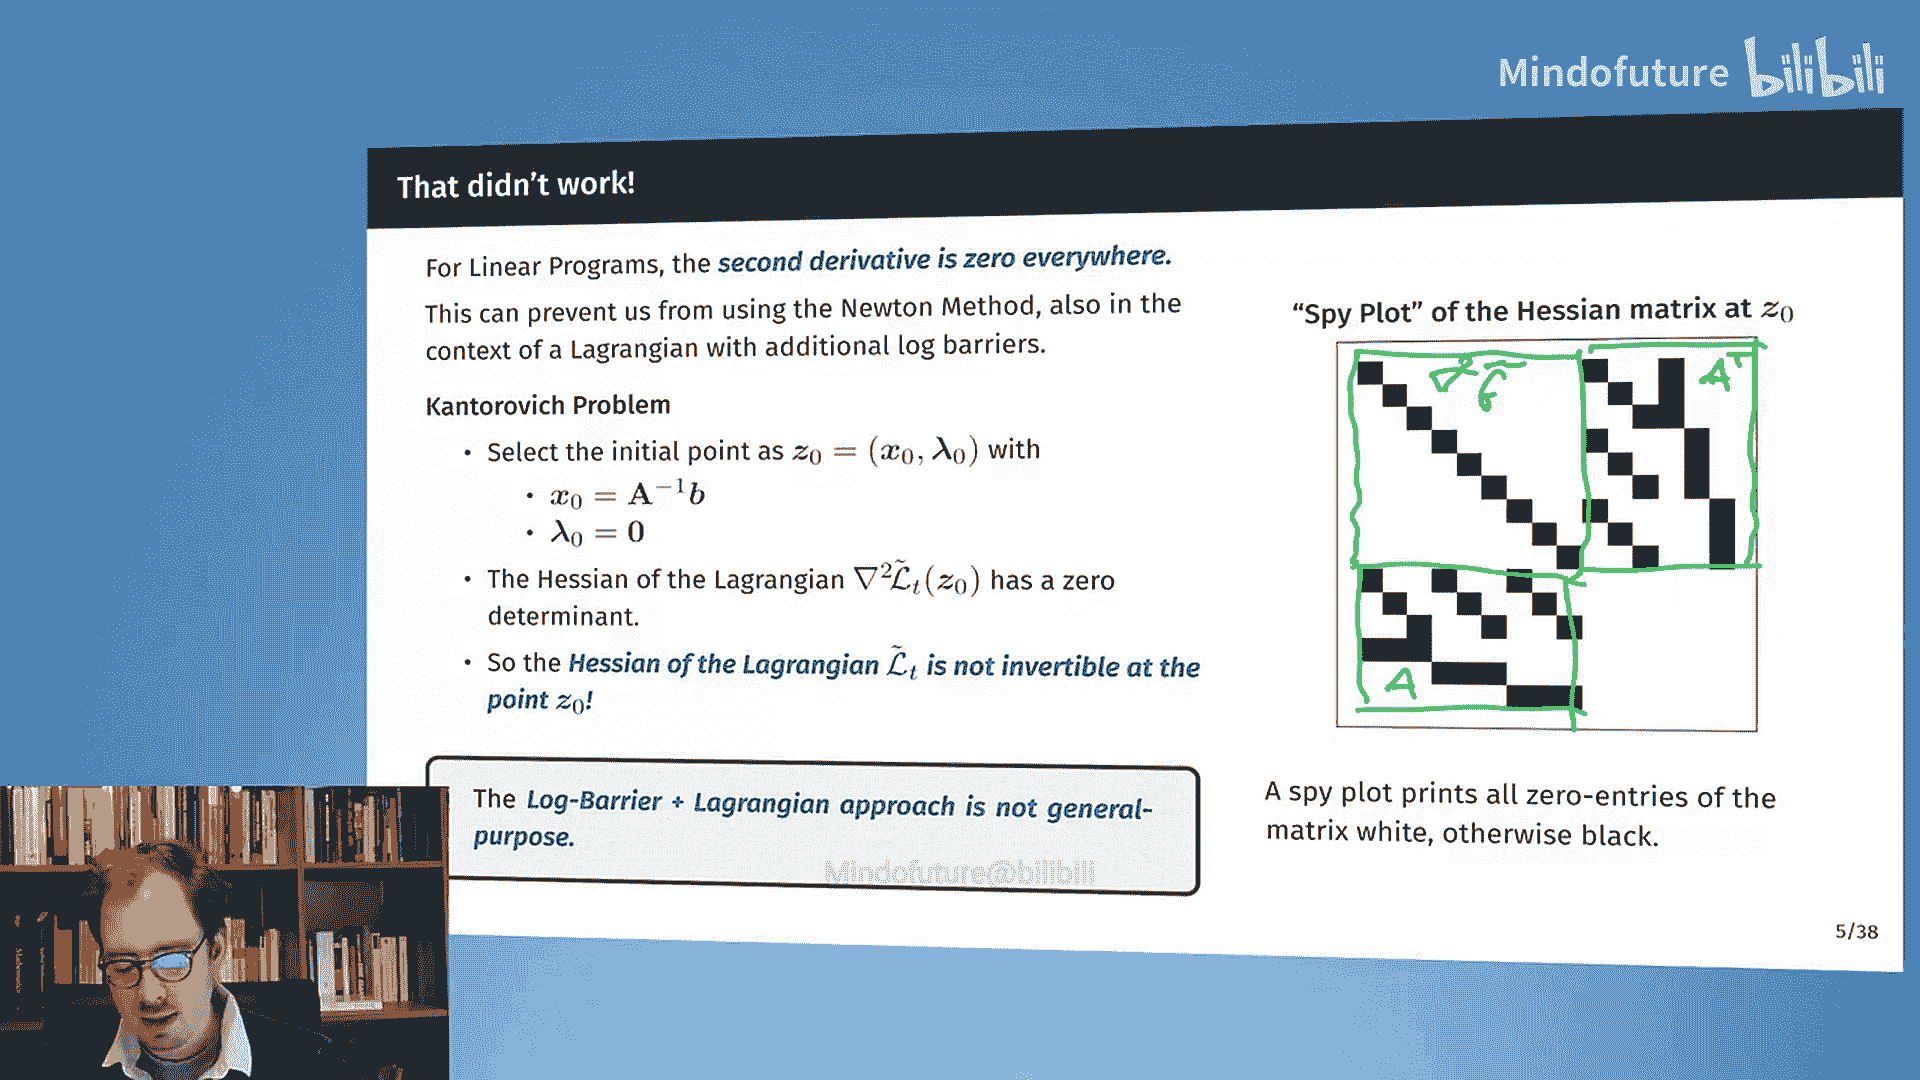 Mindofuture bilibili
That didn't work!
For Linear Programs, the second derivative is zero everywhere.
This can prevent us from using the Newton Method, also in the
context of a Lagrangian with additional log barriers.
Kantorovich Problem
• Select the initial point as z₀ = (x₀, λ₀) with
• x₀ = A⁻¹b
• λ₀ = 0
• The Hessian of the Lagrangian ∇²ℒ̃ₜ(z₀) has a zero
determinant.
• So the Hessian of the Lagrangian ℒ̃ₜ is not invertible at the
point z₀!
The Log-Barrier + Lagrangian approach is not general-
purpose.
Mindofuture@bilibili
"Spy Plot" of the Hessian matrix at z₀
Aᵀ
A
A spy plot prints all zero-entries of the
matrix white, otherwise black.
5/38